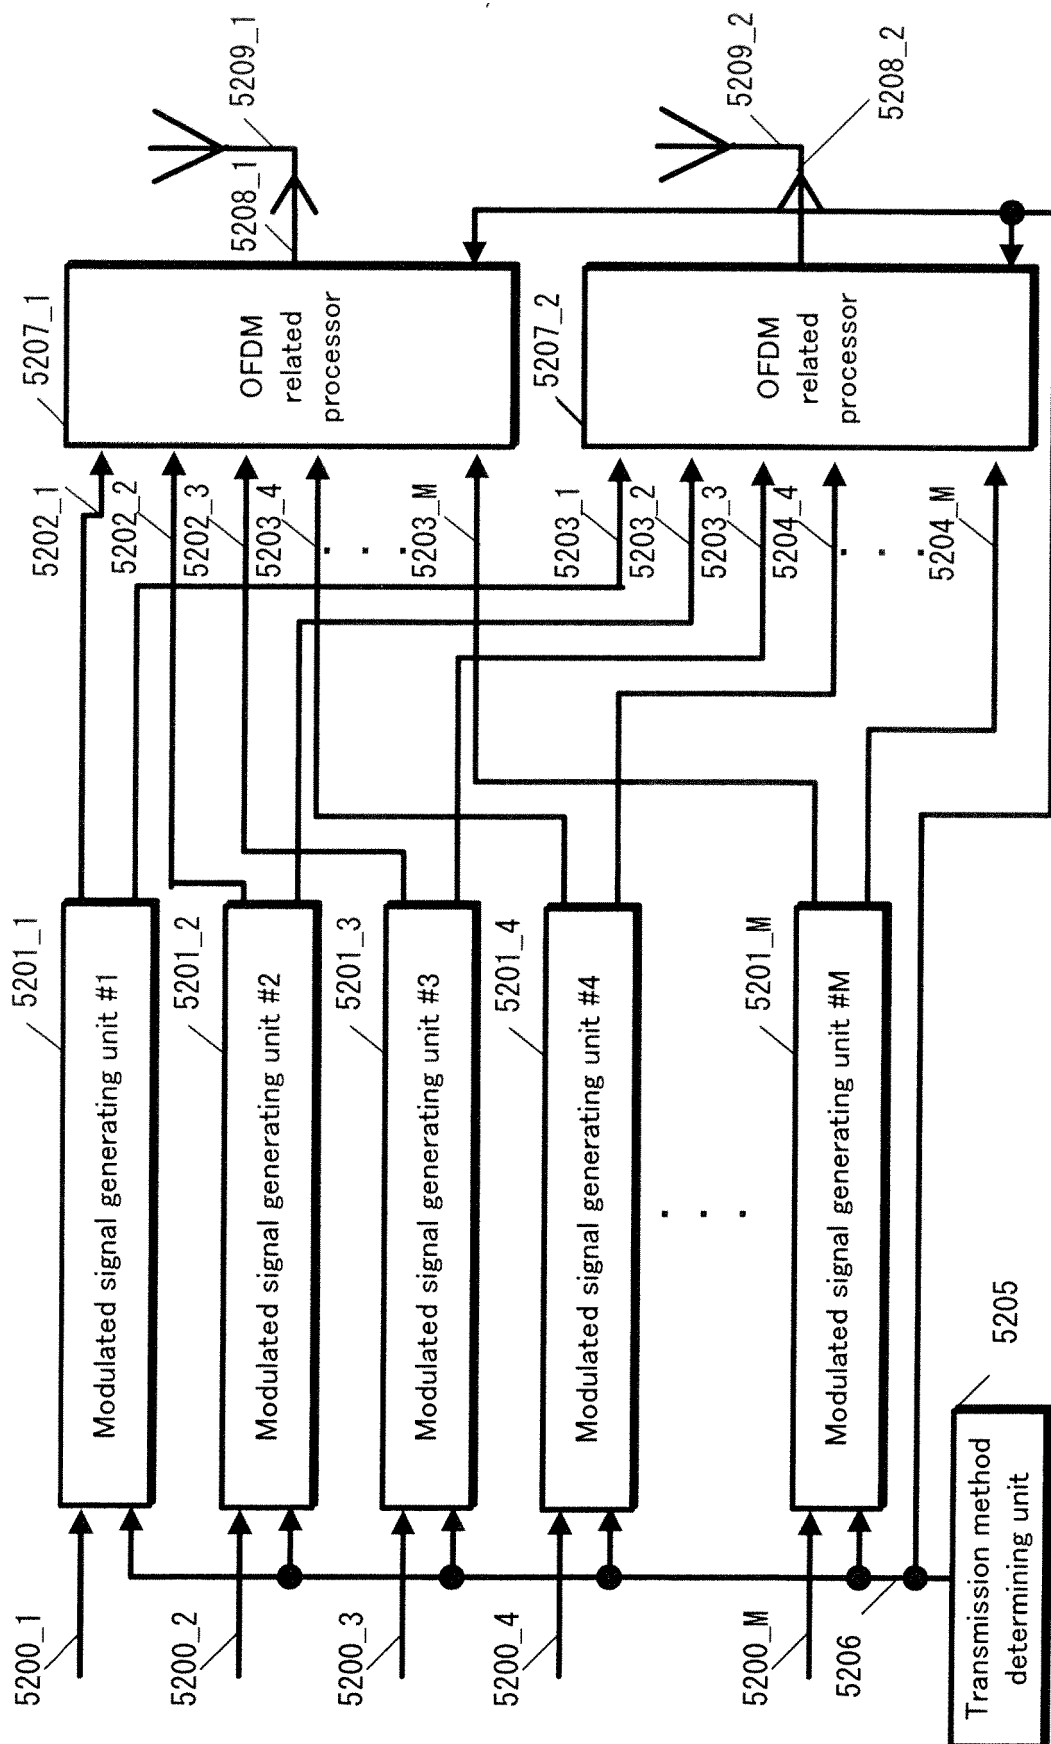 5200_1
5200_2
5200_3
5200_4
5200_M
5206
Transmission method
determining unit
5205
5201_1
Modulated signal generating unit #1
5201_2
Modulated signal generating unit #2
5201_3
Modulated signal generating unit #3
5201_4
Modulated signal generating unit #4
. . .
5201_M
Modulated signal generating unit #M
5202_1
5202_2
5202_3
5203_4
. . .
5203_M
5203_1
5203_2
5203_3
5204_4
. . .
5204_M
5207_1
OFDM
related
processor
5207_2
OFDM
related
processor
5208_1
5209_1
5209_2
5208_2